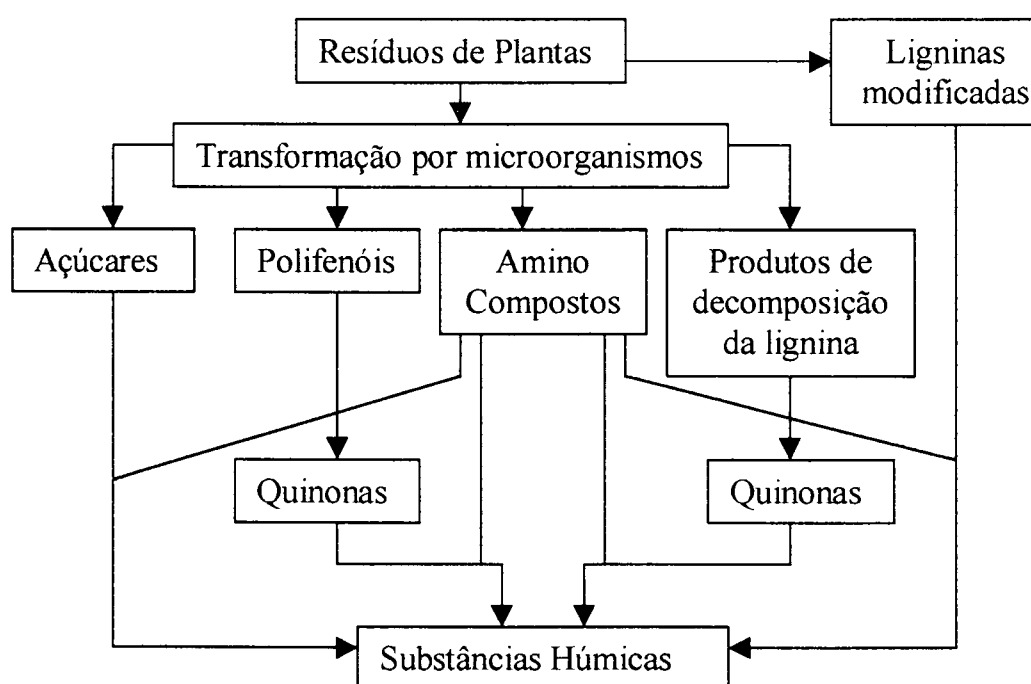 Resíduos de Plantas
Ligninas
modificadas
Transformação por microorganismos
Açúcares
Polifenóis
Amino
Compostos
Produtos de
decomposição
da lignina
Quinonas
Quinonas
Substâncias Húmicas